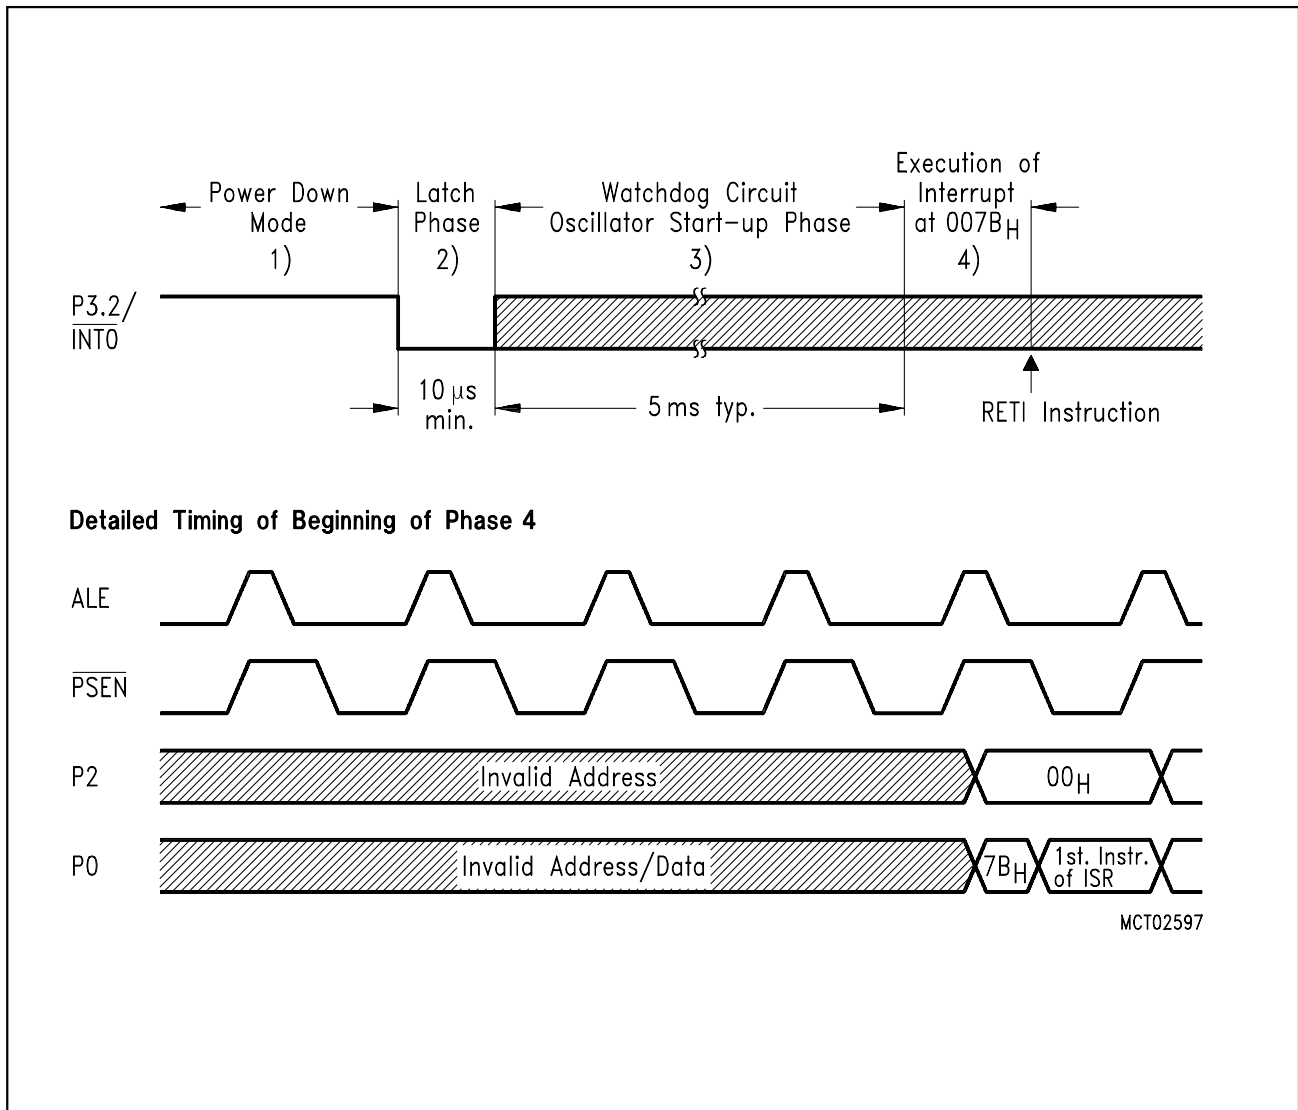 Power Down
Mode
1)
Latch
Phase
2)
Watchdog Circuit
Oscillator Start-up Phase
3)
Execution of
Interrupt
at 007BH
4)
P3.2/
INT0
10 μs
min.
5 ms typ.
RETI Instruction
Detailed Timing of Beginning of Phase 4
ALE
PSEN
P2
Invalid Address
00H
P0
Invalid Address/Data
7BH
1st. Instr.
of ISR
MCT02597